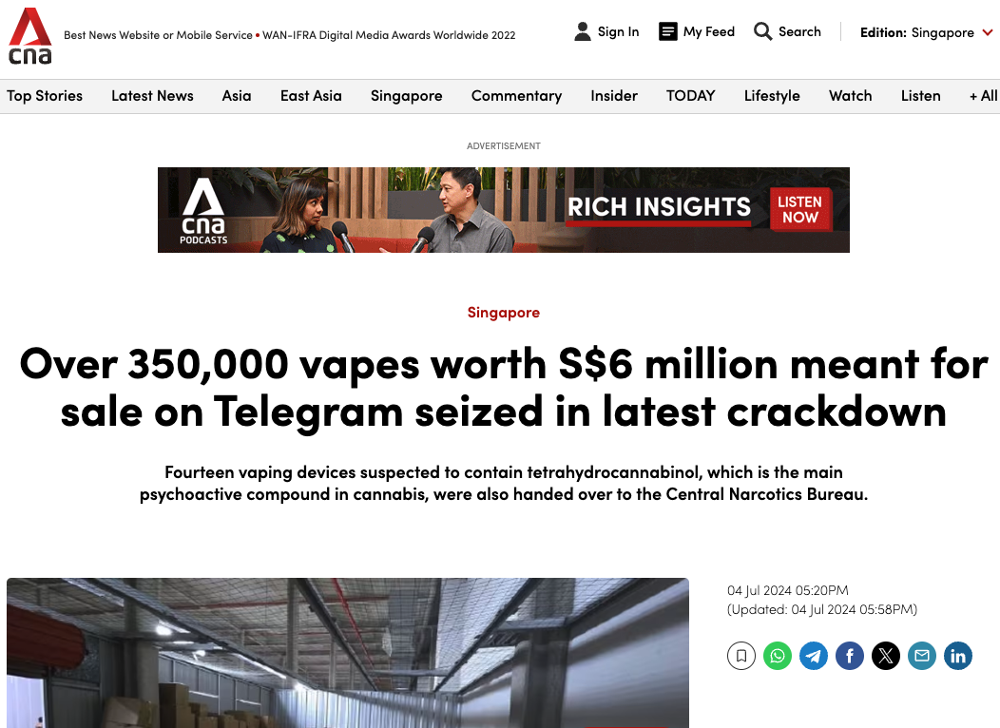 cna
Best News Website or Mobile Service • WAN-IFRA Digital Media Awards Worldwide 2022
Sign In
My Feed
Search
Edition: Singapore
Top Stories
Latest News
Asia
East Asia
Singapore
Commentary
Insider
TODAY
Lifestyle
Watch
Listen
+ All
ADVERTISEMENT
cna
PODCASTS
RICH INSIGHTS
LISTEN
NOW
Singapore
Over 350,000 vapes worth S$6 million meant for
sale on Telegram seized in latest crackdown
Fourteen vaping devices suspected to contain tetrahydrocannabinol, which is the main
psychoactive compound in cannabis, were also handed over to the Central Narcotics Bureau.
04 Jul 2024 05:20PM
(Updated: 04 Jul 2024 05:58PM)